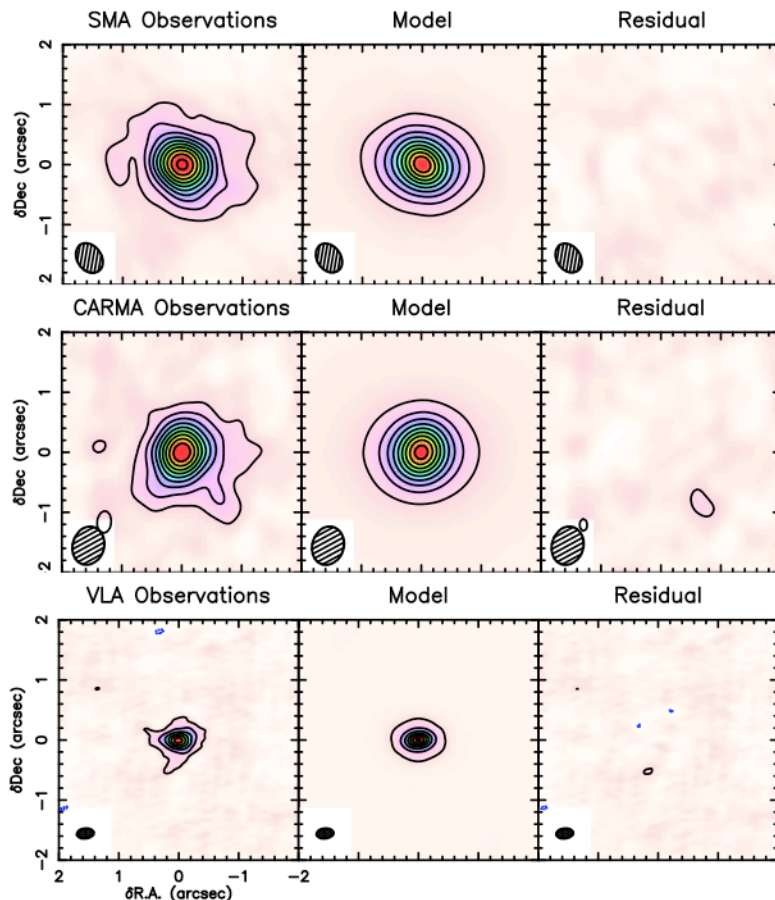 SMA Observations Model Residual
δDec (arcsec)
2
1
0
-1
2
CARMA Observations Model Residual
δDec (arcsec)
2
1
0
-1
2
VLA Observations Model Residual
δDec (arcsec)
2
1
0
-1
-2
2 1 0 -1 -2
δR.A. (arcsec)